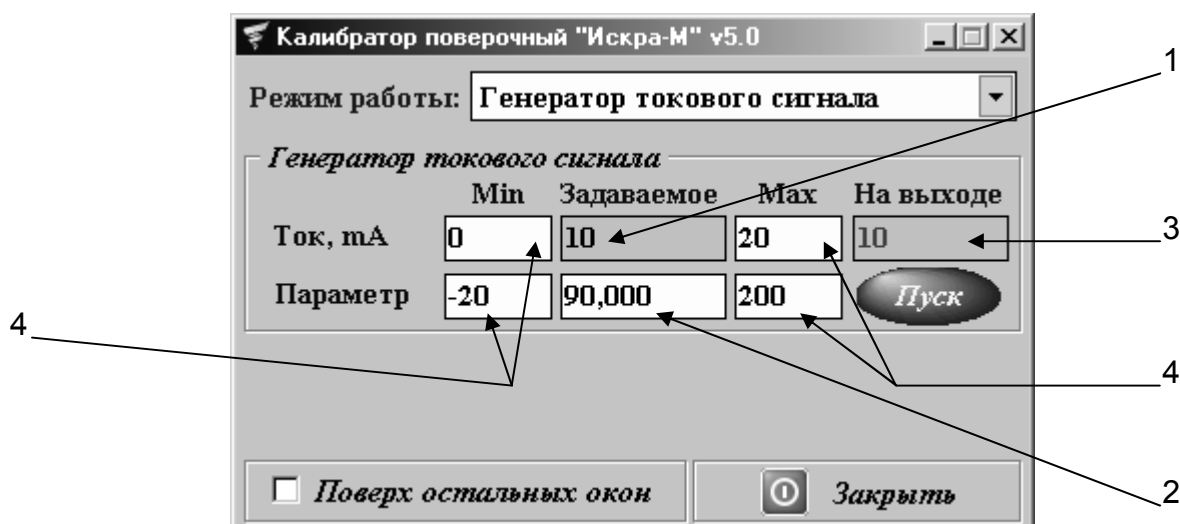 Калибратор поверочный "Искра-М" v5.0
1
Режим работы: Генератор токового сигнала
Генератор токового сигнала
Min Задаваемое Max На выходе
Ток, mA 0 10 20 10
3
Параметр -20 90,000 200 Пуск
4
4
Поверх остальных окон Закрыть
2